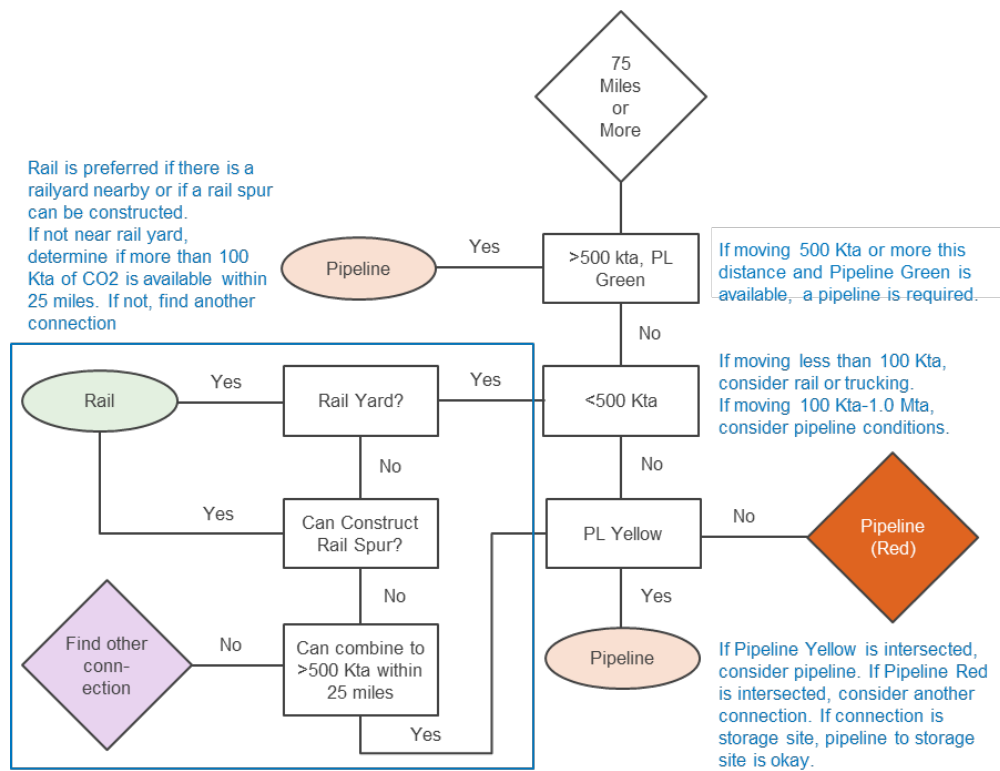 75
Miles
or
More
Rail is preferred if there is a
railyard nearby or if a rail spur
can be constructed.
If not near rail yard,
determine if more than 100
Kta of CO2 is available within
25 miles. If not, find another
connection
Pipeline
Yes
>500 kta, PL
Green
If moving 500 Kta or more this
distance and Pipeline Green is
available, a pipeline is required.
No
Rail
Yes
Rail Yard?
Yes
<500 Kta
If moving less than 100 Kta,
consider rail or trucking.
If moving 100 Kta-1.0 Mta,
consider pipeline conditions.
No
No
Yes
Can Construct
Rail Spur?
PL Yellow
No
Pipeline
(Red)
No
Yes
Find other
conn-
ection
No
Can combine to
>500 Kta within
25 miles
Yes
Pipeline
If Pipeline Yellow is intersected,
consider pipeline. If Pipeline Red
is intersected, consider another
connection. If connection is
storage site, pipeline to storage
site is okay.